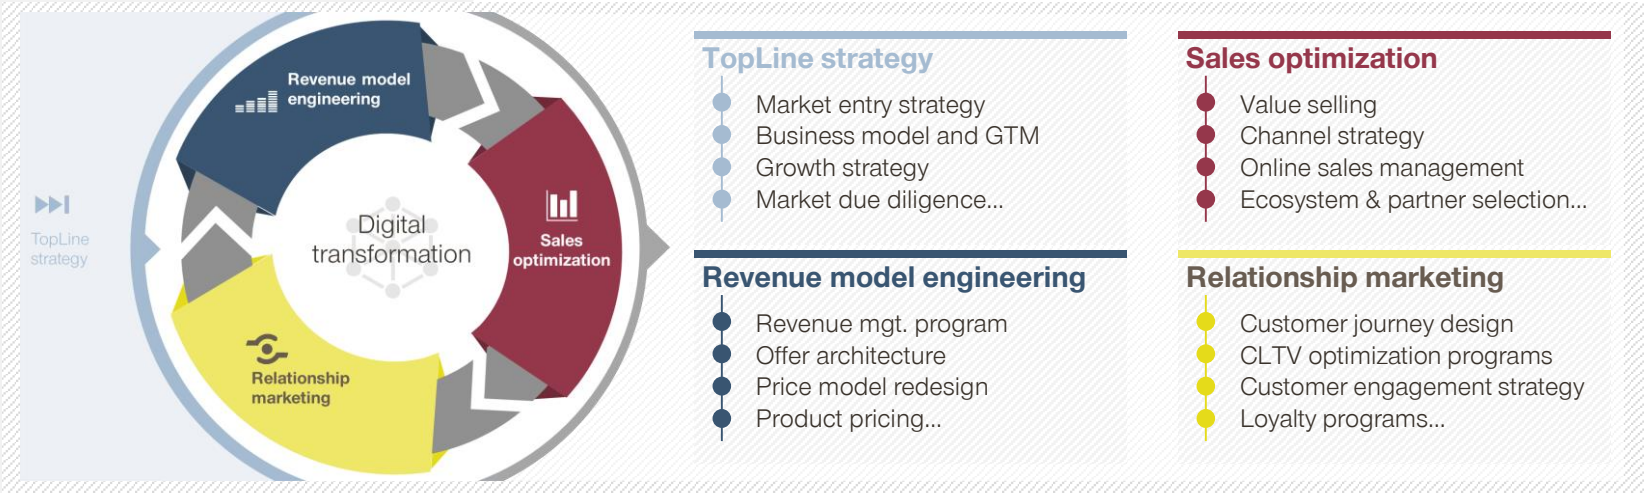 Revenue model
engineering
TopLine
strategy
Digital
transformation
Sales
optimization
Relationship
marketing
TopLine strategy
Market entry strategy
Business model and GTM
Growth strategy
Market due diligence...
Sales optimization
Value selling
Channel strategy
Online sales management
Ecosystem & partner selection...
Revenue model engineering
Revenue mgt. program
Offer architecture
Price model redesign
Product pricing...
Relationship marketing
Customer journey design
CLTV optimization programs
Customer engagement strategy
Loyalty programs...